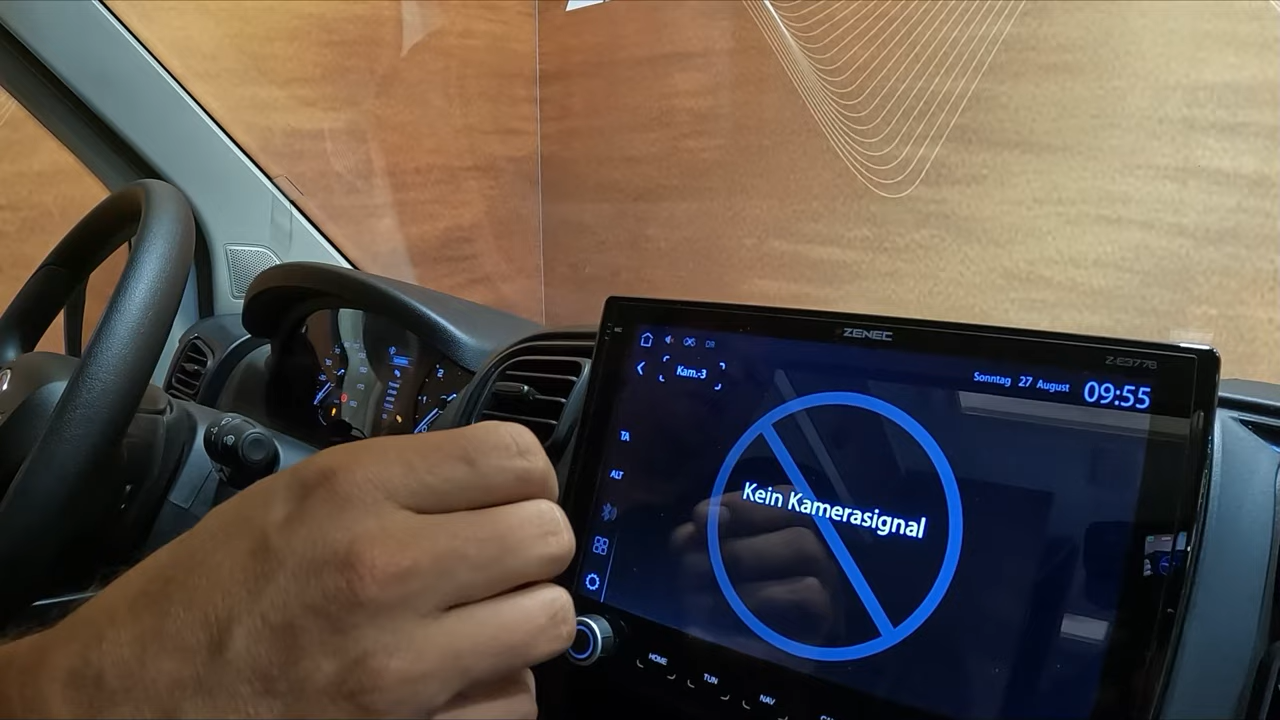 ZENEC
Z-E3776
Kam.-3
Sonntag 27 August 09:55
TA
ALT
Kein Kamerasignal
HOME
TUN
NAV